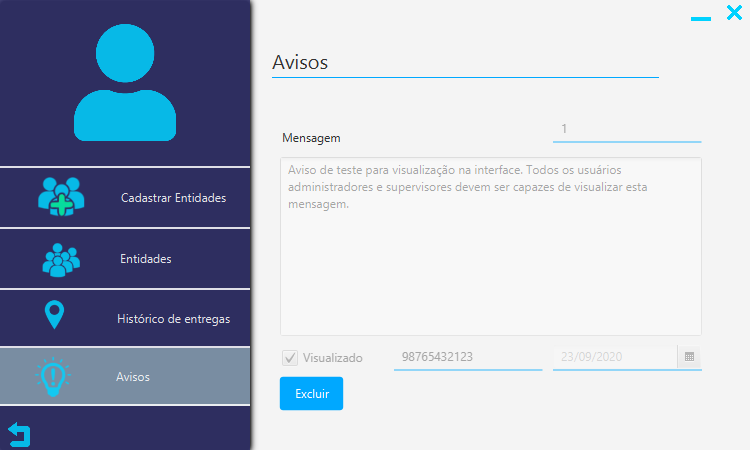 Cadastrar Entidades
Entidades
Histórico de entregas
Avisos
Avisos
Mensagem
1
Aviso de teste para visualização na interface. Todos os usuários
administradores e supervisores devem ser capazes de visualizar esta
mensagem.
Visualizado
98765432123
23/09/2020
Excluir